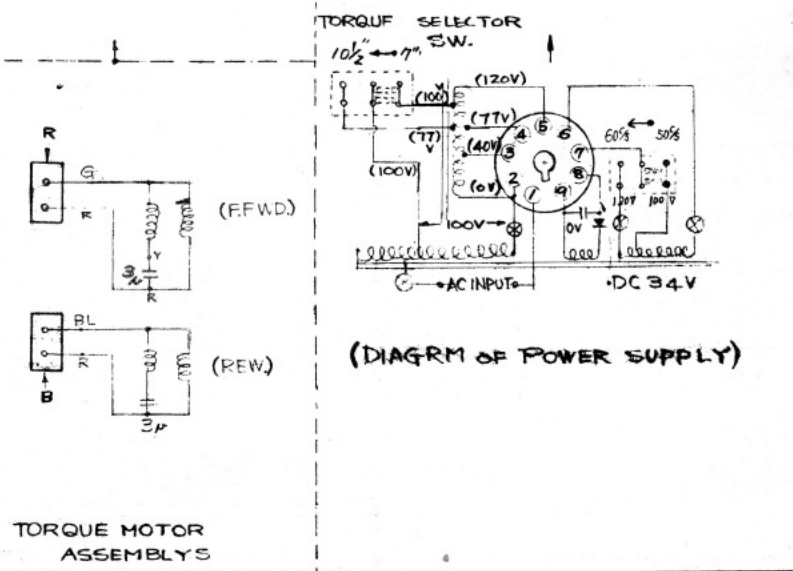 TORQUE SELECTOR
SW.
10½" ←→ 7"
(100)
V
(120V)
(77)
V
(77V)
(40V)
(100V)
(0V)
100V
1
2
3
4
5
6
7
8
9
60c/s
50c/s
120V
100V
0V
AC INPUT
DC 34V
(DIAGRM OF POWER SUPPLY)
R
G
R
(F.FWD.)
Y
3μ
R
BL
R
(REW.)
B
3μ
TORQUE MOTOR
ASSEMBLYS